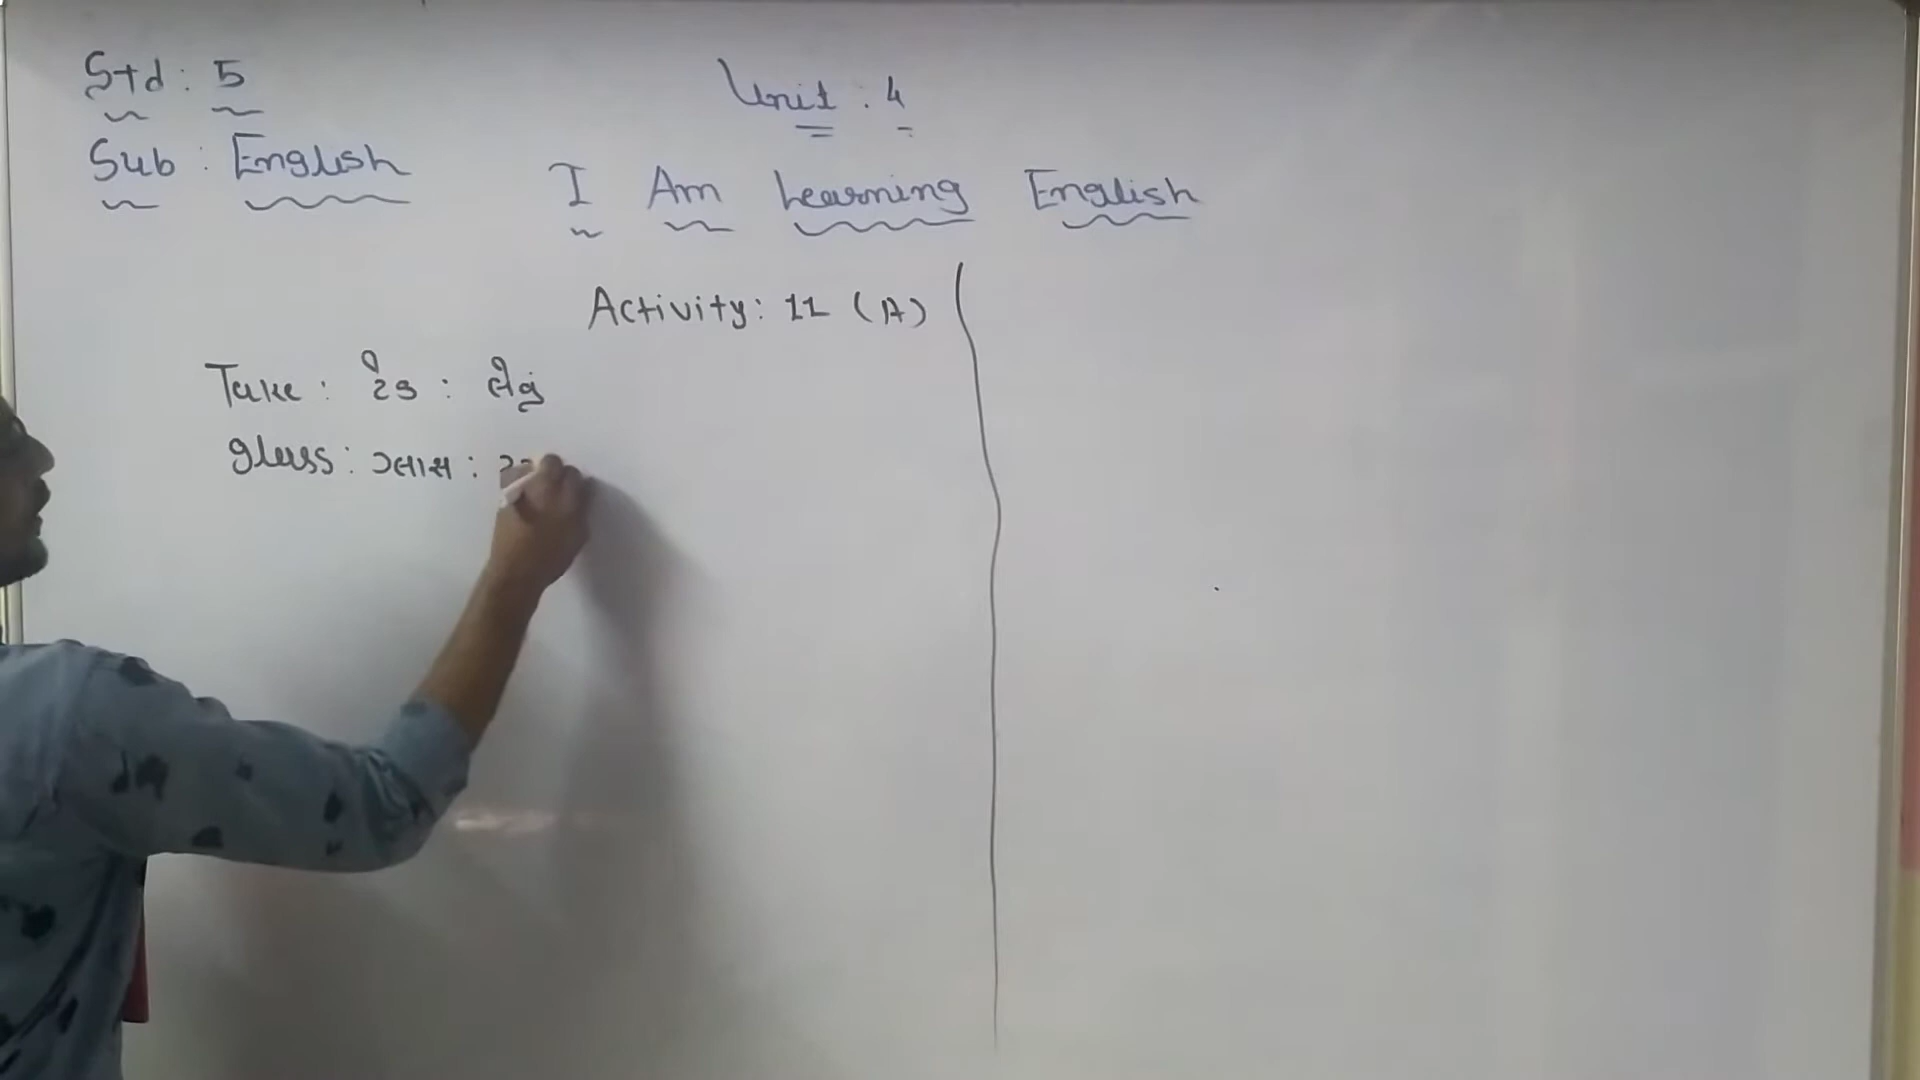 Std : 5
Sub : English
Unit : 4
I Am Learning English
Activity: 11 (A)
Take : ટેક : લેવું
glass : ગ્લાસ :